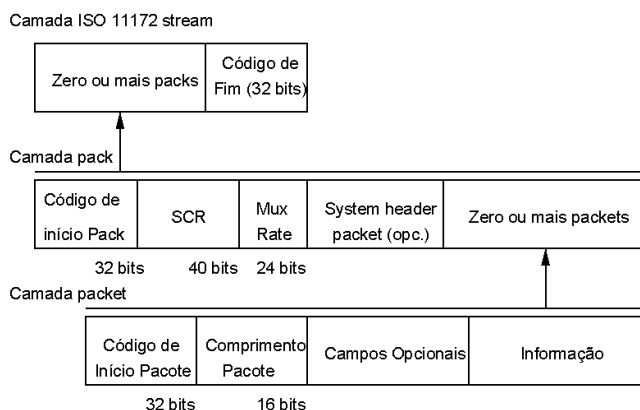 Camada ISO 11172 stream
Zero ou mais packs
Código de
Fim (32 bits)
Camada pack
Código de
início Pack
SCR
Mux
Rate
System header
packet (opc.)
Zero ou mais packets
32 bits
40 bits
24 bits
Camada packet
Código de
Início Pacote
Comprimento
Pacote
Campos Opcionais
Informação
32 bits
16 bits